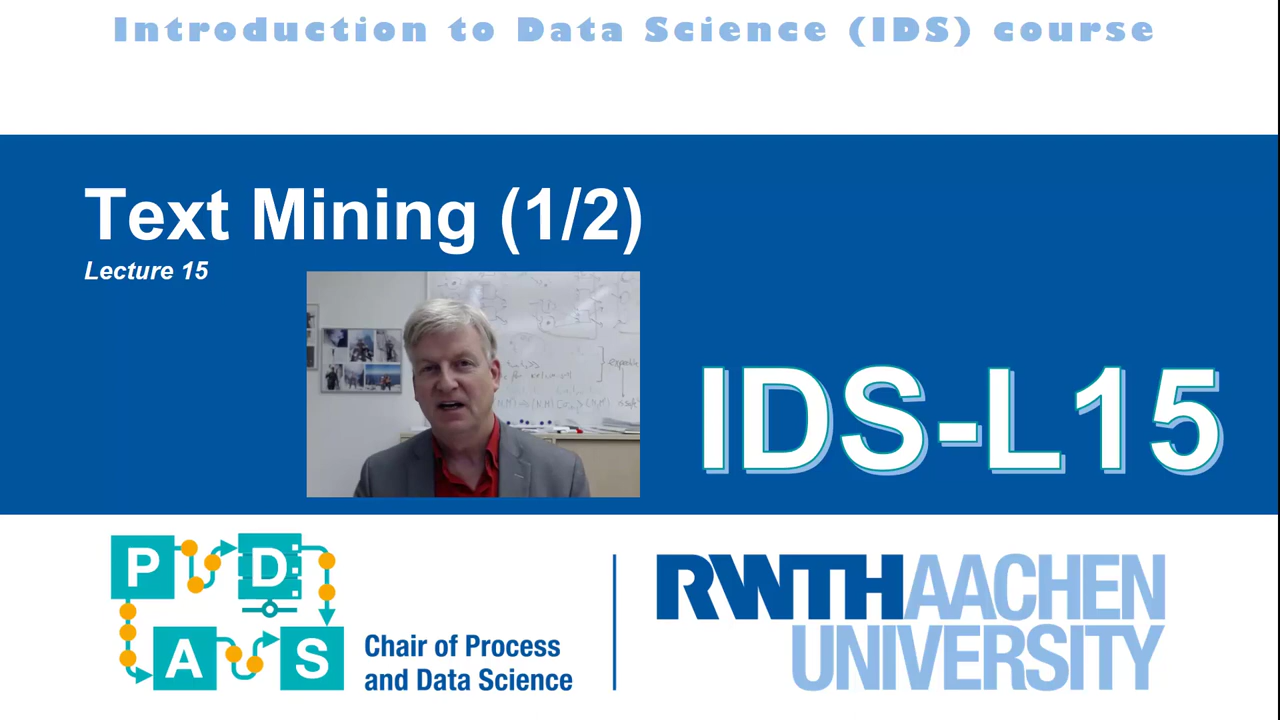 Introduction to Data Science (IDS) course
Text Mining (1/2)
Lecture 15
IDS-L15
P D
A S
Chair of Process
and Data Science
RWTH AACHEN
UNIVERSITY